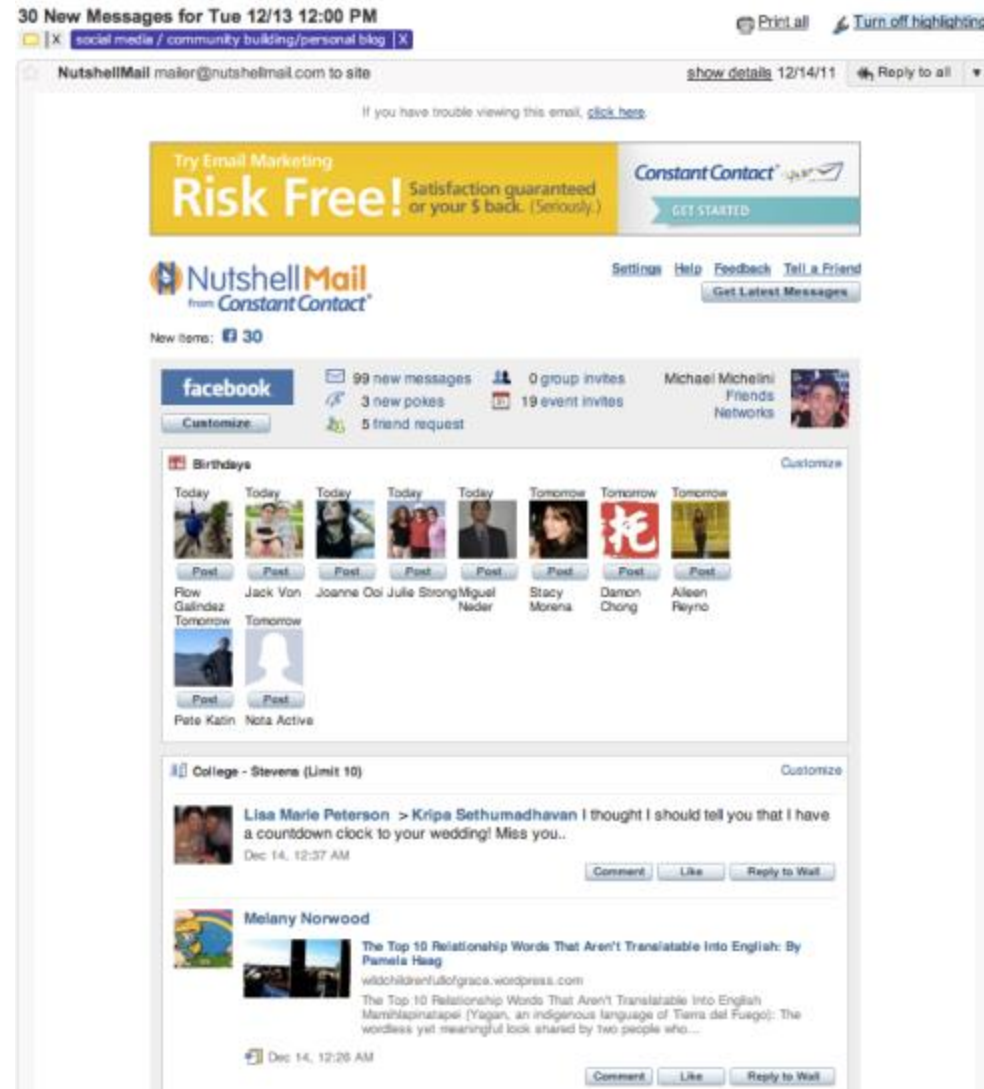 30 New Messages for Tue 12/13 12:00 PM
Print all
Turn off highlighting
X social media / community building/personal blog X
NutshellMail mailer@nutshellmail.com to site
show details 12/14/11
Reply to all
If you have trouble viewing this email, click here.
Try Email Marketing
Risk Free! Satisfaction guaranteed
or your $ back. (Seriously.)
Constant Contact
GET STARTED
NutshellMail
from Constant Contact
Settings Help Feedback Tell a Friend
Get Latest Messages
New items: 30
facebook
Customize
99 new messages
3 new pokes
5 friend request
0 group invites
19 event invites
Michael Michelini
Friends
Networks
Birthdays
Customize
Today Today Today Today Today Tomorrow Tomorrow Tomorrow
托
Post Post Post Post Post Post Post Post
Flow Galindez
Jack Von
Joanne Ooi
Julie Strong
Miguel Neder
Stacy Morena
Damon Chong
Aileen Reyno
Tomorrow Tomorrow
Post Post
Pete Katin
Nota Active
College - Stevens (Limit 10)
Customize
Lisa Marie Peterson > Kripa Sethumadhavan I thought I should tell you that I have
a countdown clock to your wedding! Miss you..
Dec 14, 12:37 AM
Comment Like Reply to Wall
Melany Norwood
The Top 10 Relationship Words That Aren't Translatable Into English: By
Pamela Haag
wildchildrenfullofgrace.wordpress.com
The Top 10 Relationship Words That Aren't Translatable Into English
Mamihlapinatapei (Yagan, an indigenous language of Tierra del Fuego): The
wordless yet meaningful look shared by two people who....
Dec 14, 12:26 AM
Comment Like Reply to Wall